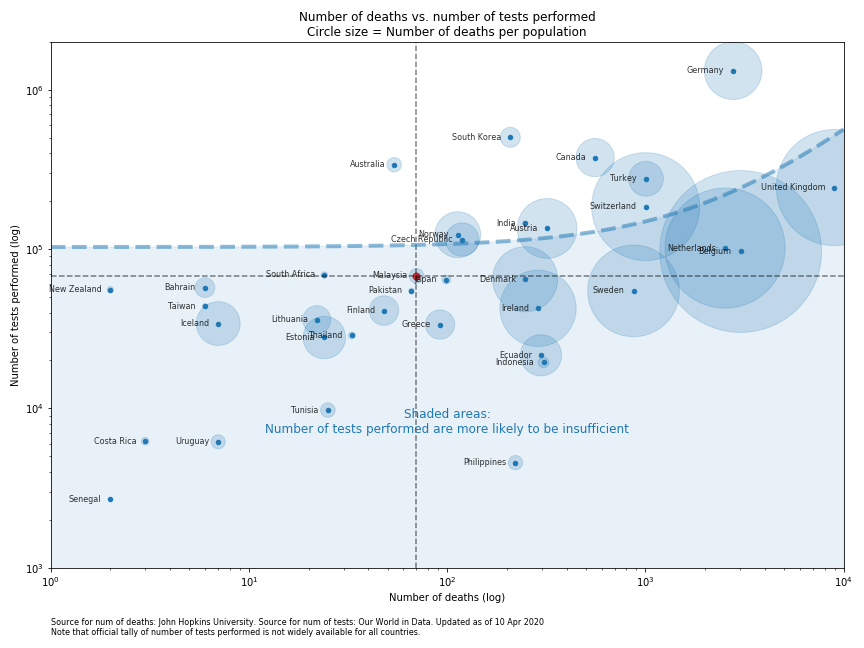 Number of deaths vs. number of tests performed
Circle size = Number of deaths per population
Number of tests performed (log)
10⁶
10⁵
10⁴
10³
Germany
South Korea
Australia
Canada
Turkey
United Kingdom
Switzerland
India
Austria
Norway
Czech Republic
Netherlands
Belgium
South Africa
Malaysia
Japan
Denmark
New Zealand
Bahrain
Pakistan
Sweden
Taiwan
Finland
Ireland
Iceland
Lithuania
Greece
Estonia
Thailand
Ecuador
Indonesia
Tunisia
Shaded areas:
Number of tests performed are more likely to be insufficient
Costa Rica
Uruguay
Philippines
Senegal
10⁰
10¹
10²
10³
10⁴
Number of deaths (log)
Source for num of deaths: John Hopkins University. Source for num of tests: Our World in Data. Updated as of 10 Apr 2020
Note that official tally of number of tests performed is not widely available for all countries.